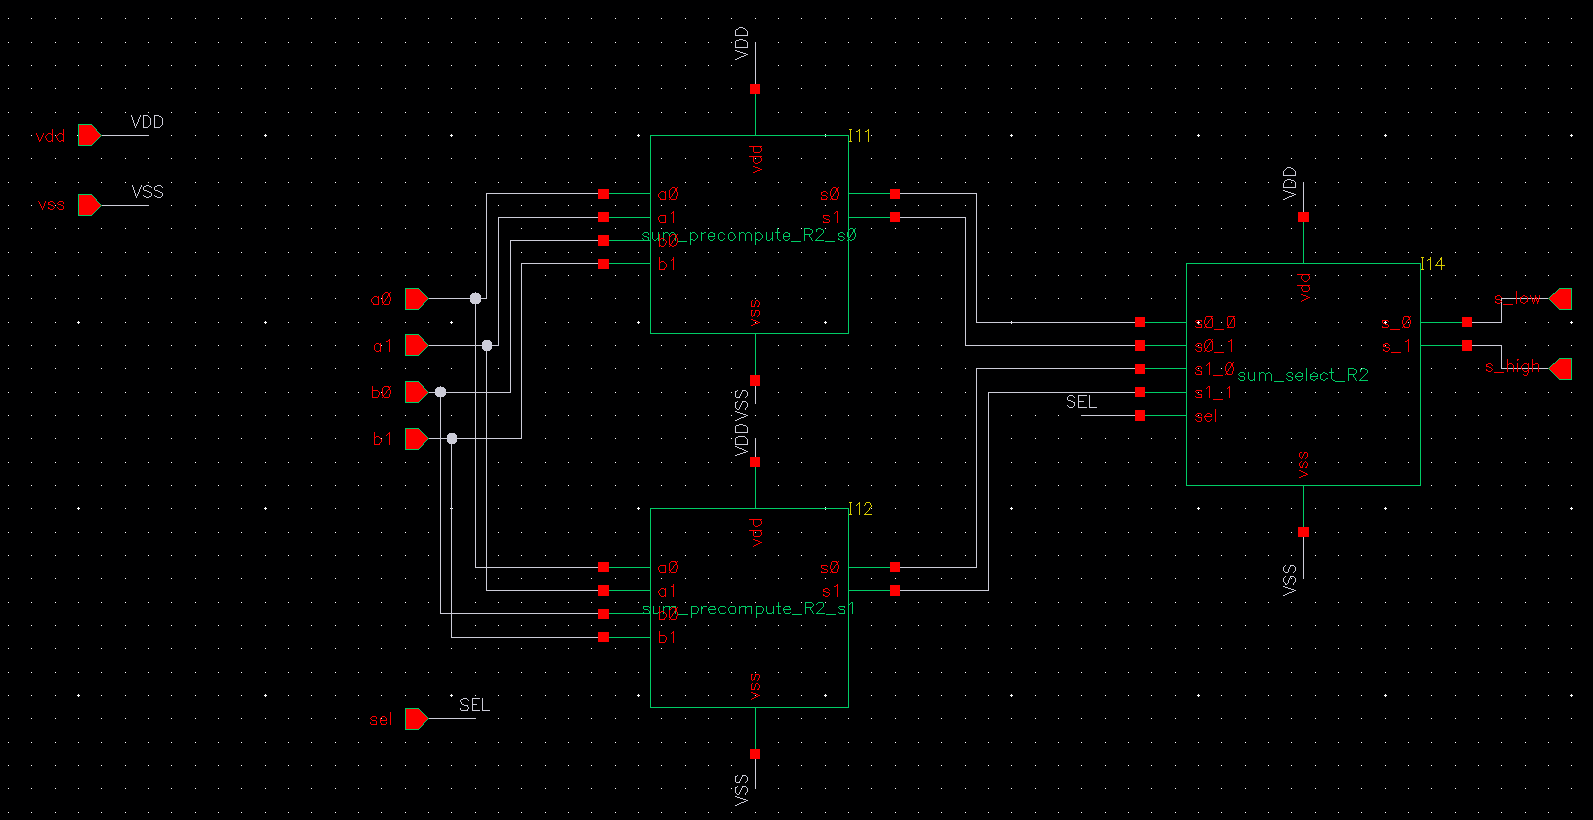 VDD
vdd VDD
I11
vdd
vss VSS
VDD
a0 s0
a1 s1
sum_precompute_R2_s0
b0
b1
I14
vdd
a0
vss
s_low
s0_0 s_0
a1
s0_1 s_1
s1_0
s_high
sum_select_R2
b0
s1_1
VSS
SEL
sel
b1
VDD
vss
I12
vdd
a0 s0
VSS
a1 s1
sum_precompute_R2_s1
b0
b1
vss
SEL
sel
VSS